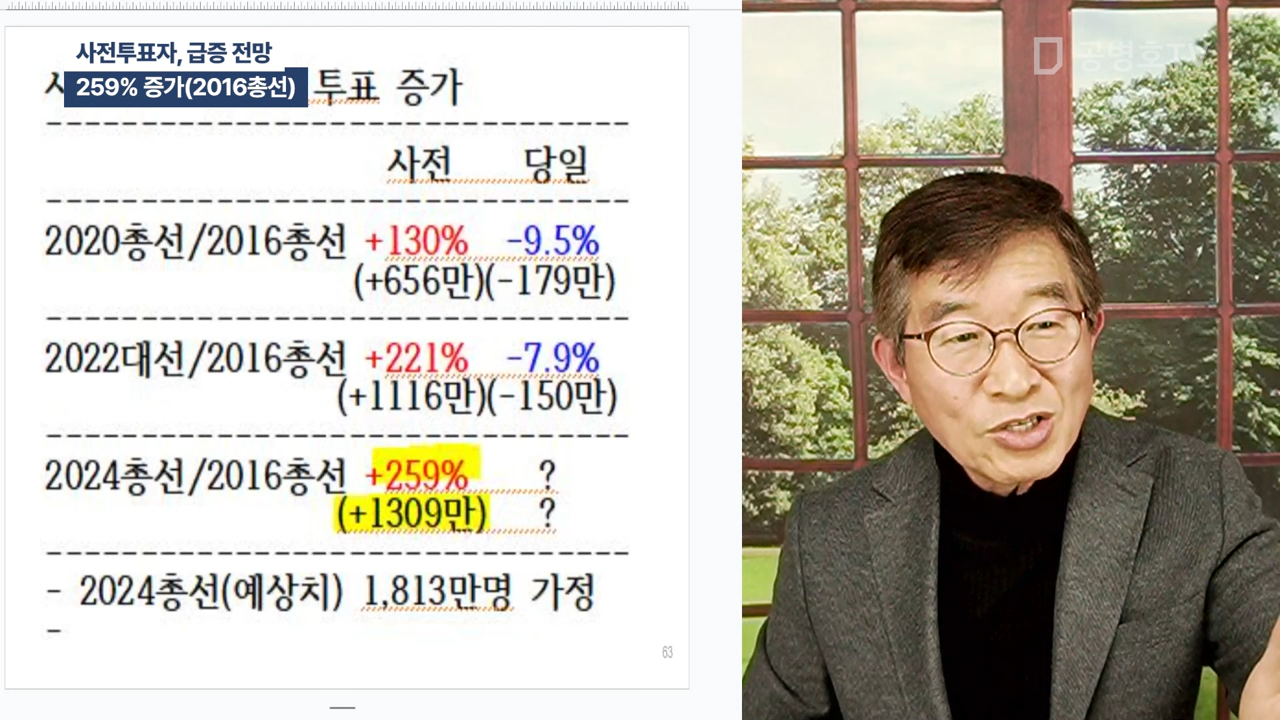 사전투표자, 급증 전망
259% 증가(2016총선)
투표 증가
사전 당일
2020총선/2016총선 +130% -9.5%
(+656만)(-179만)
2022대선/2016총선 +221% -7.9%
(+1116만)(-150만)
2024총선/2016총선 +259% ?
(+1309만) ?
- 2024총선(예상치) 1,813만명 가정
-
63
공병호TV